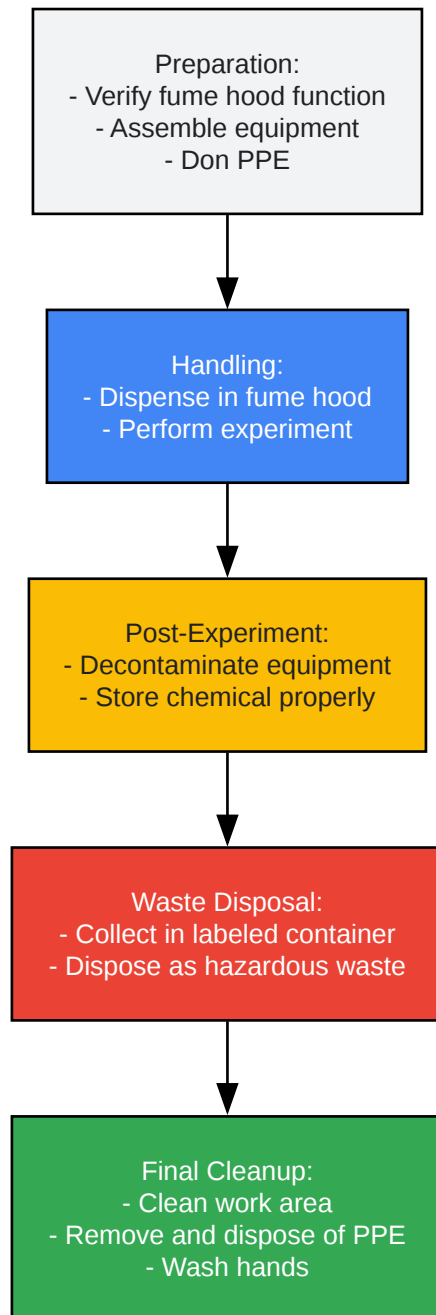 Preparation:
- Verify fume hood function
- Assemble equipment
- Don PPE
Handling:
- Dispense in fume hood
- Perform experiment
Post-Experiment:
- Decontaminate equipment
- Store chemical properly
Waste Disposal:
- Collect in labeled container
- Dispose as hazardous waste
Final Cleanup:
- Clean work area
- Remove and dispose of PPE
- Wash hands